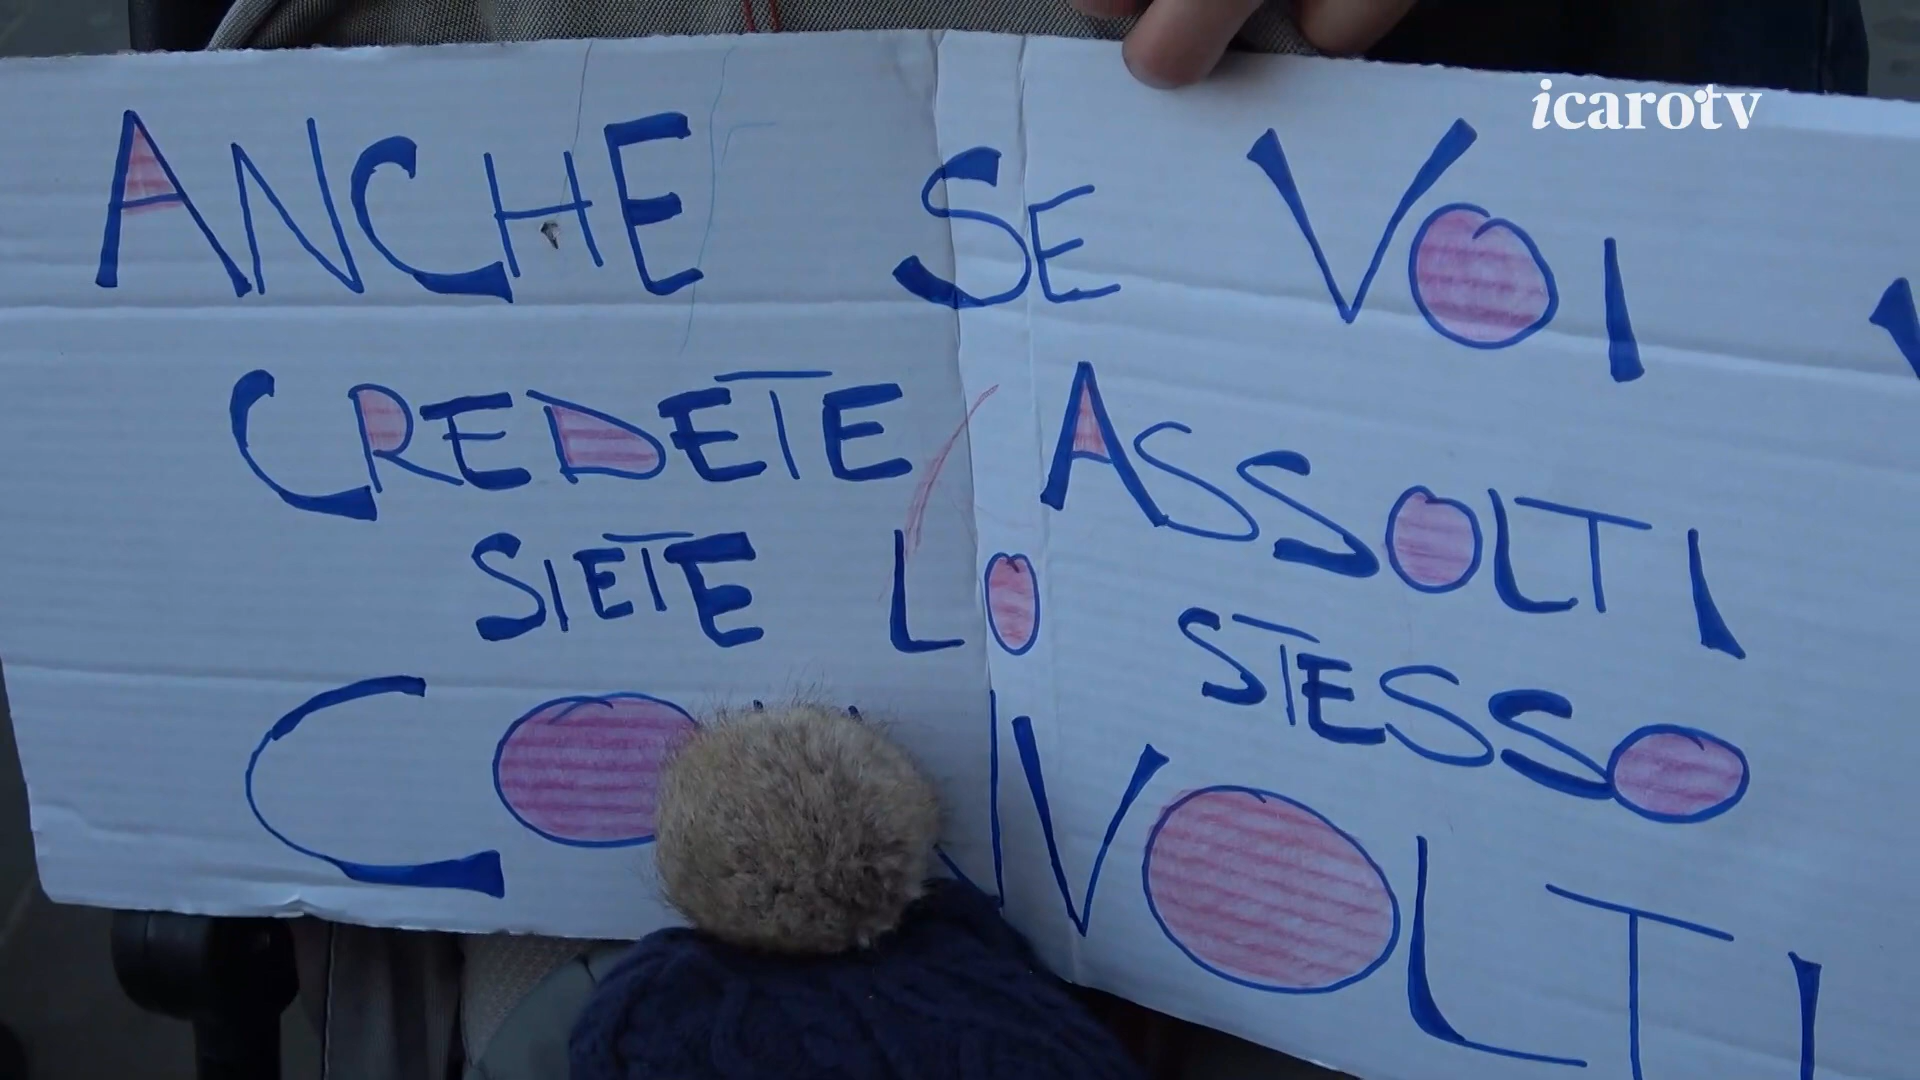 icarotv
ANCHE SE VOI
CREDETE ASSOLTI
SIETE LO STESSO